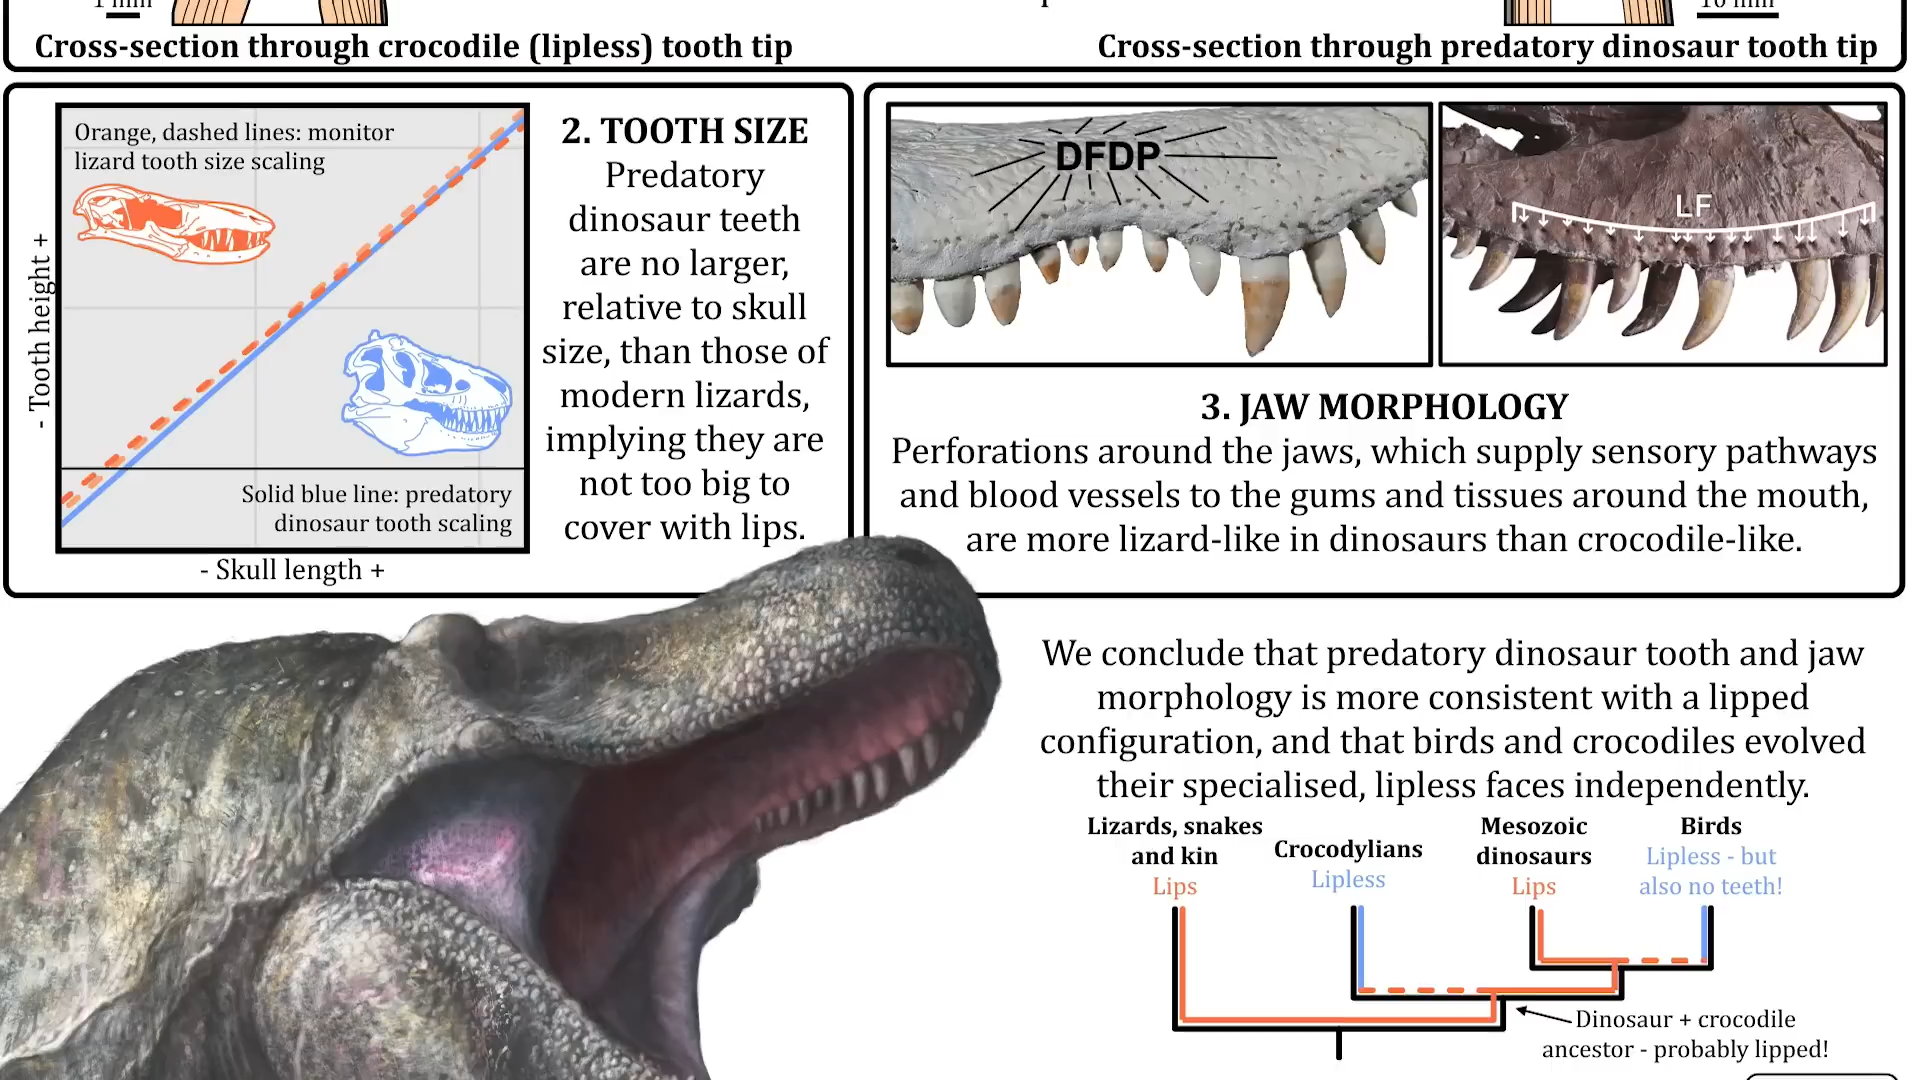 1 mm
10 mm
Cross-section through crocodile (lipless) tooth tip
Cross-section through predatory dinosaur tooth tip
Orange, dashed lines: monitor
lizard tooth size scaling
- Tooth height +
Solid blue line: predatory
dinosaur tooth scaling
- Skull length +
2. TOOTH SIZE
Predatory
dinosaur teeth
are no larger,
relative to skull
size, than those of
modern lizards,
implying they are
not too big to
cover with lips.
DFDP
LF
3. JAW MORPHOLOGY
Perforations around the jaws, which supply sensory pathways
and blood vessels to the gums and tissues around the mouth,
are more lizard-like in dinosaurs than crocodile-like.
We conclude that predatory dinosaur tooth and jaw
morphology is more consistent with a lipped
configuration, and that birds and crocodiles evolved
their specialised, lipless faces independently.
Lizards, snakes
and kin
Lips
Crocodylians
Lipless
Mesozoic
dinosaurs
Lips
Birds
Lipless - but
also no teeth!
Dinosaur + crocodile
ancestor - probably lipped!